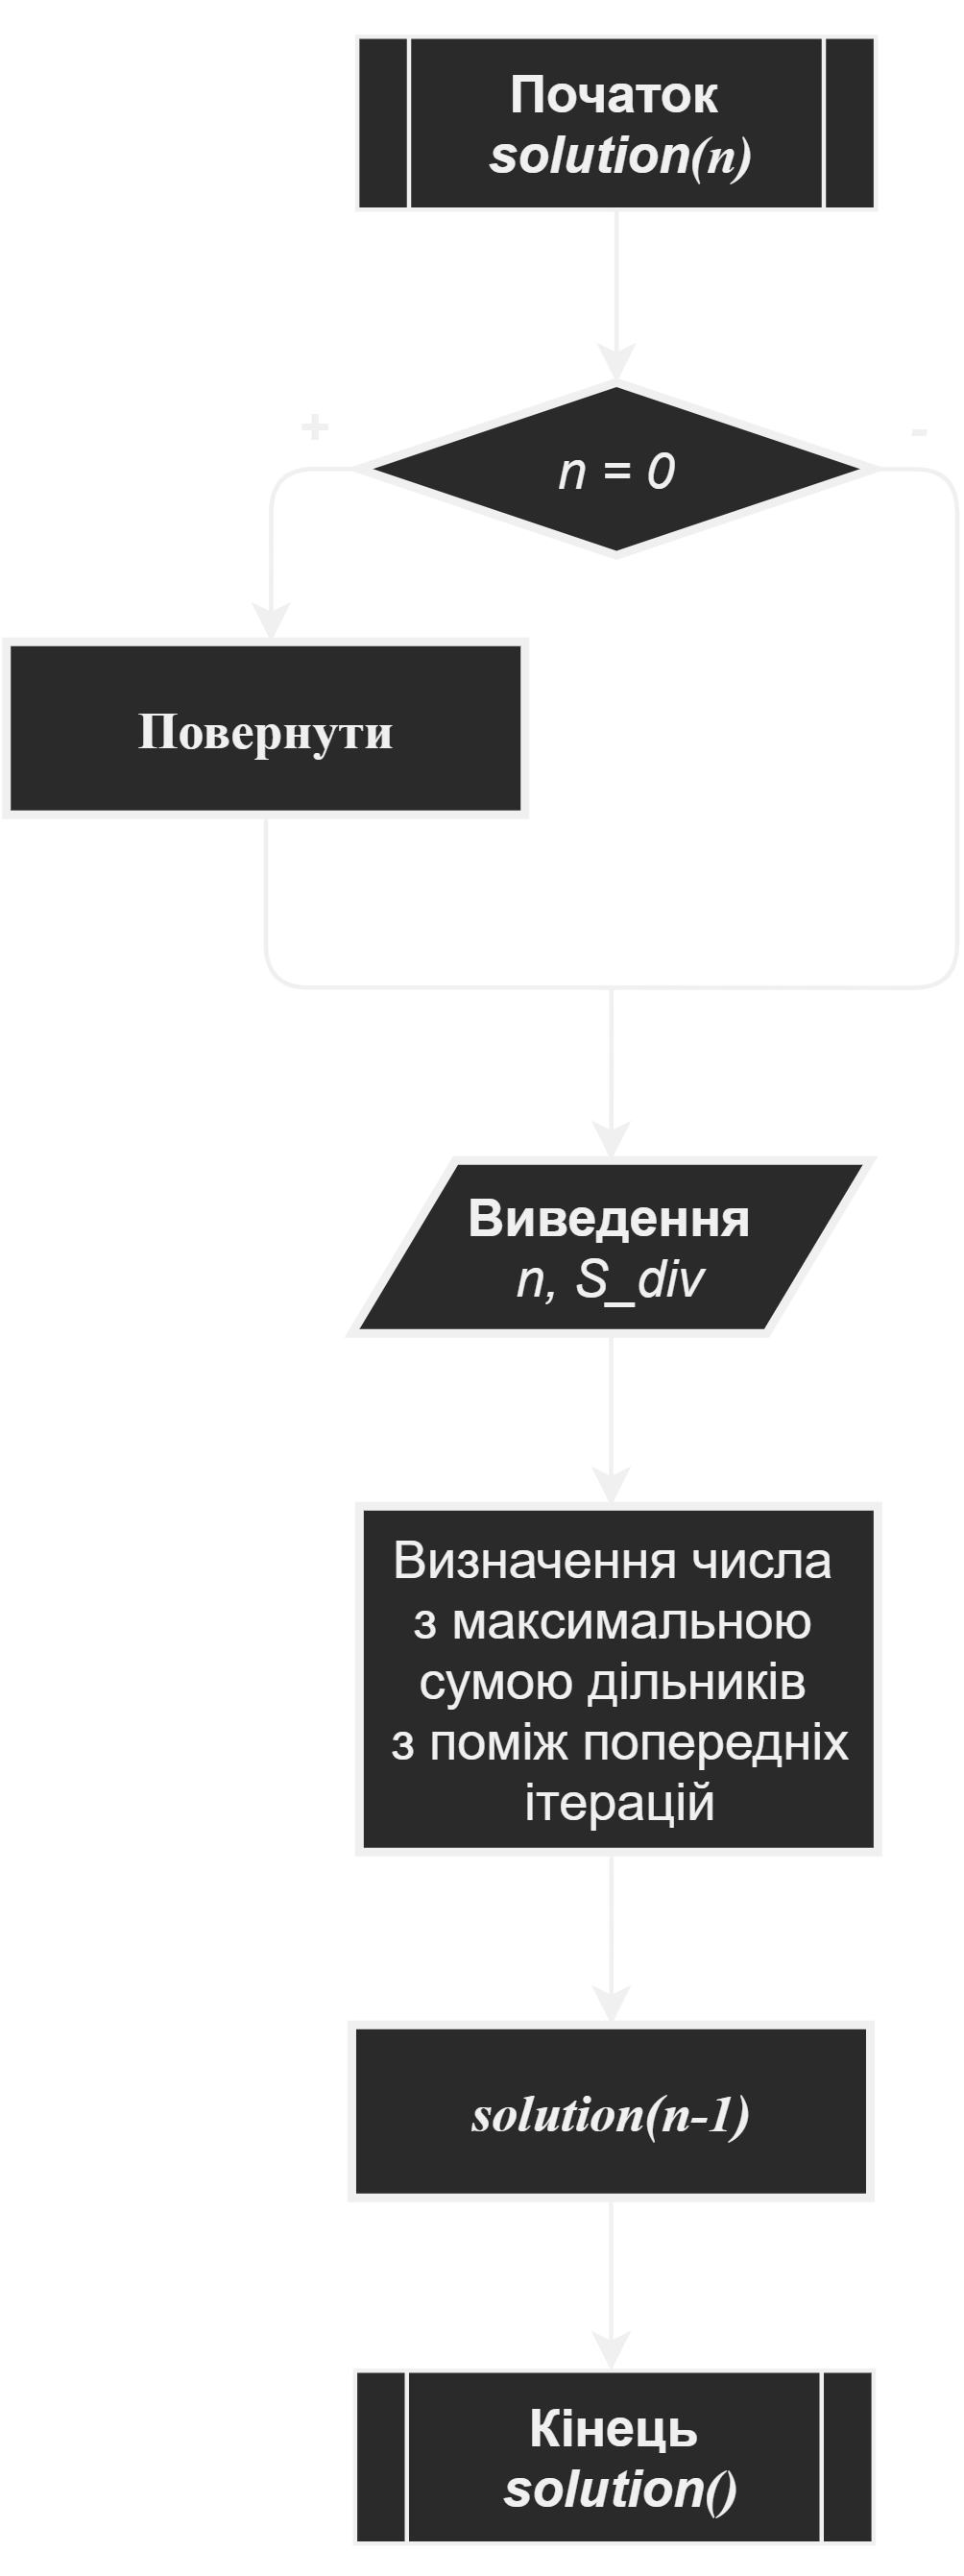 Початок
solution(n)
+
-
n = 0
Повернути
Виведення
n, S_div
Визначення числа
з максимальною
сумою дільників
з поміж попередніх
ітерацій
solution(n-1)
Кінець
solution()